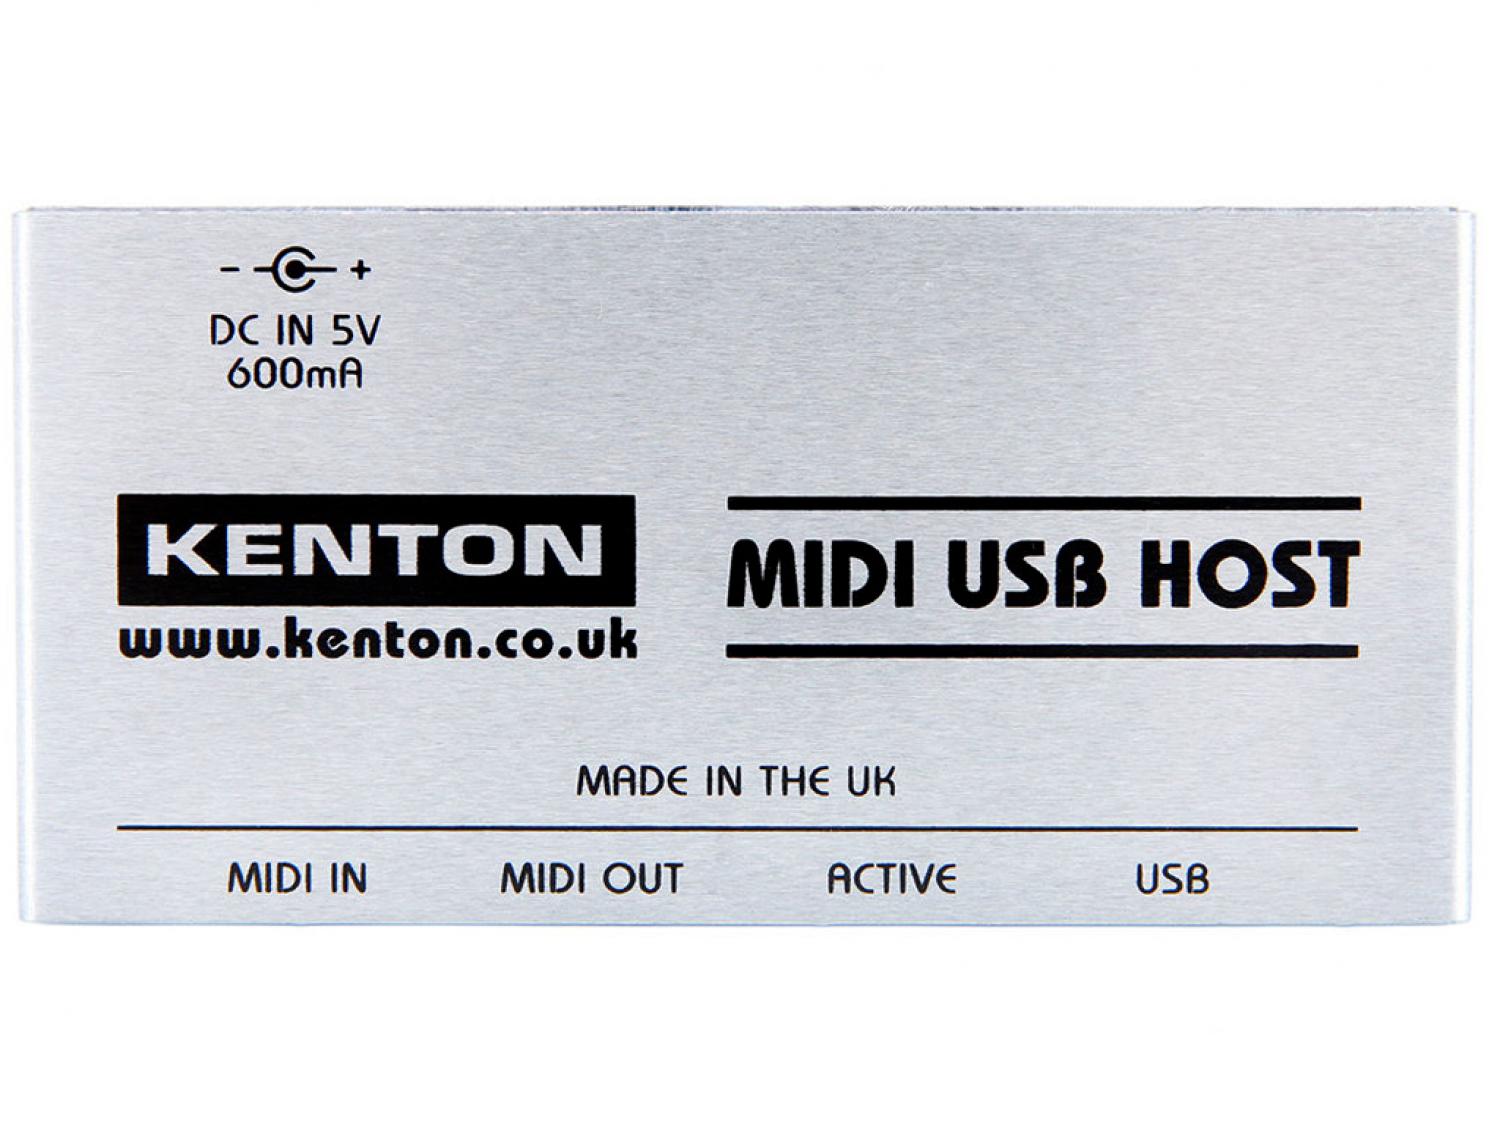 - +
DC IN 5V
600mA
KENTON
www.kenton.co.uk
MIDI USB HOST
MADE IN THE UK
MIDI IN MIDI OUT ACTIVE USB